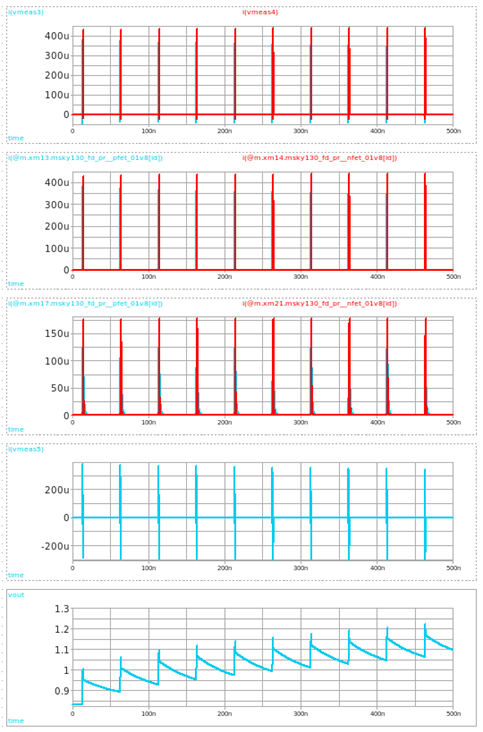 i(vmeas3) i(vmeas4)
400u
300u
200u
100u
0
0 100n 200n 300n 400n 500n
time
i(@m.xm13.msky130_fd_pr__pfet_01v8[id]) i(@m.xm14.msky130_fd_pr__nfet_01v8[id])
400u
300u
200u
100u
0
0 100n 200n 300n 400n 500n
time
i(@m.xm17.msky130_fd_pr__pfet_01v8[id]) i(@m.xm21.msky130_fd_pr__nfet_01v8[id])
150u
100u
50u
0
0 100n 200n 300n 400n 500n
time
i(vmeas5)
200u
0
-200u
0 100n 200n 300n 400n 500n
time
vout
1.3
1.2
1.1
1
0.9
0 100n 200n 300n 400n 500n
time